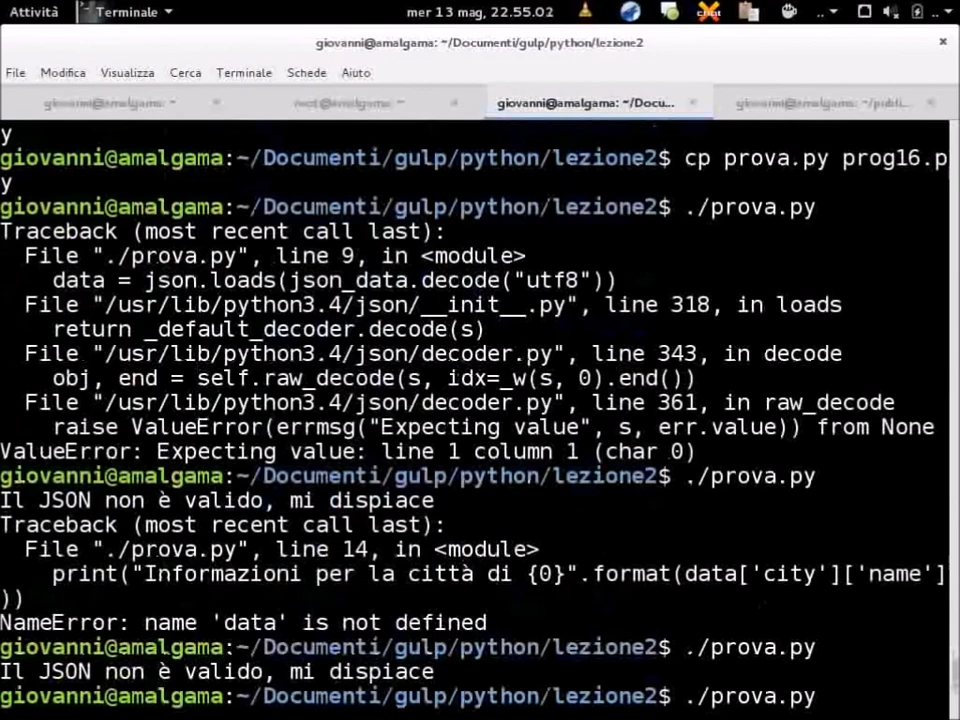 Attività
Terminale
mer 13 mag, 22.55.02
giovanni@amalgama: ~/Documenti/gulp/python/lezione2
File Modifica Visualizza Cerca Terminale Schede Aiuto
giovanni@amalgama: ~
root@amalgama: ~
giovanni@amalgama: ~/Docu...
giovanni@amalgama: ~/publi...
y
giovanni@amalgama:~/Documenti/gulp/python/lezione2$ cp prova.py prog16.p
y
giovanni@amalgama:~/Documenti/gulp/python/lezione2$ ./prova.py
Traceback (most recent call last):
  File "./prova.py", line 9, in <module>
    data = json.loads(json_data.decode("utf8"))
  File "/usr/lib/python3.4/json/__init__.py", line 318, in loads
    return _default_decoder.decode(s)
  File "/usr/lib/python3.4/json/decoder.py", line 343, in decode
    obj, end = self.raw_decode(s, idx=_w(s, 0).end())
  File "/usr/lib/python3.4/json/decoder.py", line 361, in raw_decode
    raise ValueError(errmsg("Expecting value", s, err.value)) from None
ValueError: Expecting value: line 1 column 1 (char 0)
giovanni@amalgama:~/Documenti/gulp/python/lezione2$ ./prova.py
Il JSON non è valido, mi dispiace
Traceback (most recent call last):
  File "./prova.py", line 14, in <module>
    print("Informazioni per la città di {0}".format(data['city']['name']
))
NameError: name 'data' is not defined
giovanni@amalgama:~/Documenti/gulp/python/lezione2$ ./prova.py
Il JSON non è valido, mi dispiace
giovanni@amalgama:~/Documenti/gulp/python/lezione2$ ./prova.py